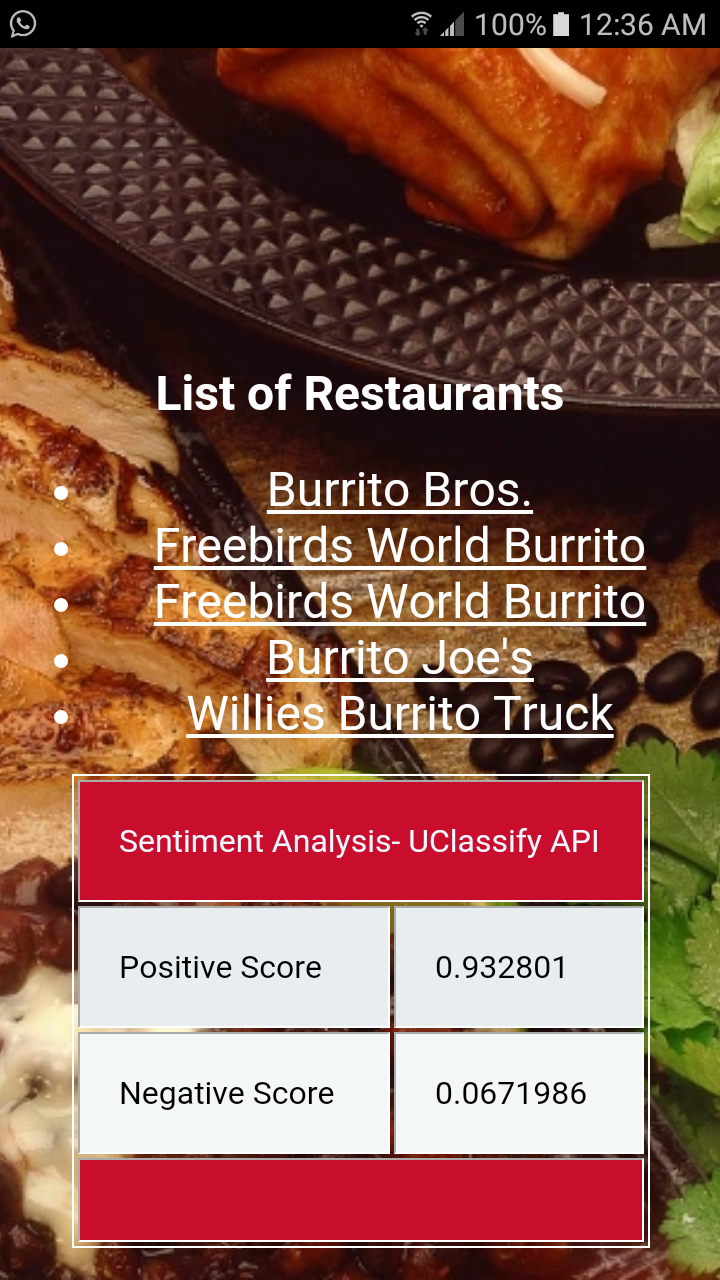 100% 12:36 AM
List of Restaurants
Burrito Bros.
Freebirds World Burrito
Freebirds World Burrito
Burrito Joe's
Willies Burrito Truck
Sentiment Analysis- UClassify API
Positive Score 0.932801
Negative Score 0.0671986